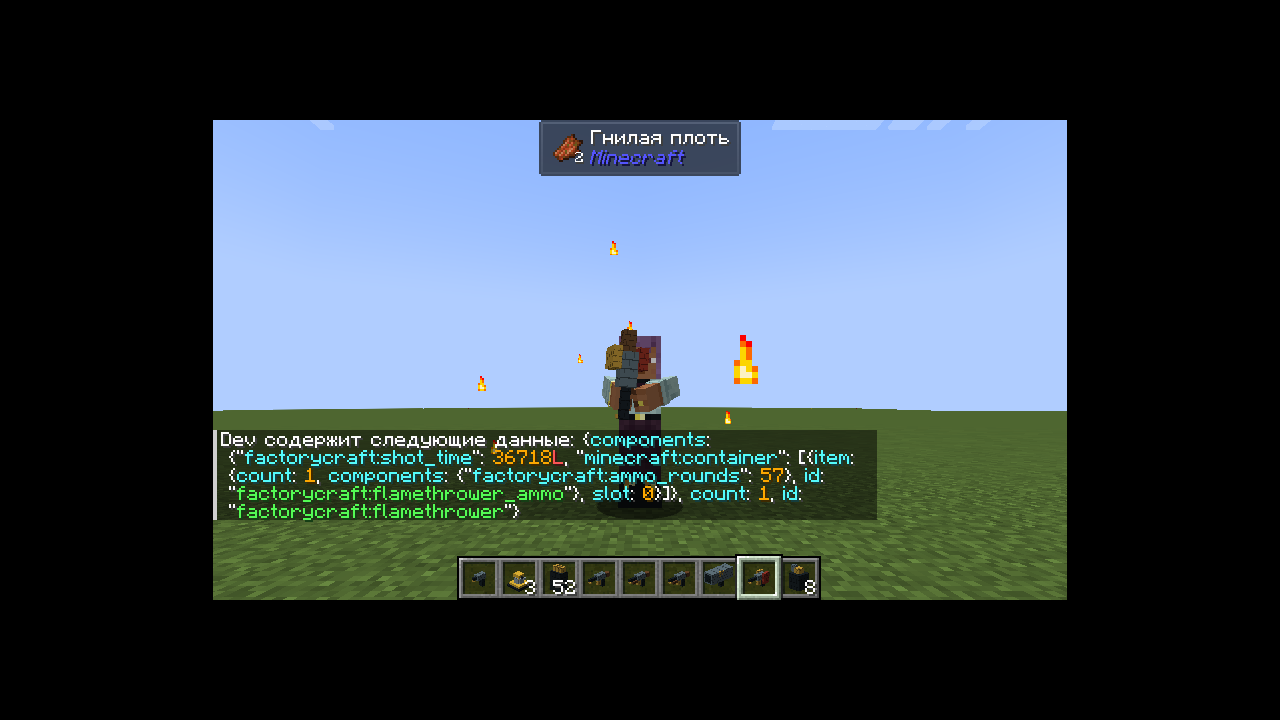 Гнилая плоть
2
Minecraft
Dev содержит следующие данные: {components:
{"factorycraft:shot_time": 36718L, "minecraft:container": [{item:
{count: 1, components: {"factorycraft:ammo_rounds": 57}, id:
"factorycraft:flamethrower_ammo"}, slot: 0}]}, count: 1, id:
"factorycraft:flamethrower"}
3 52 8